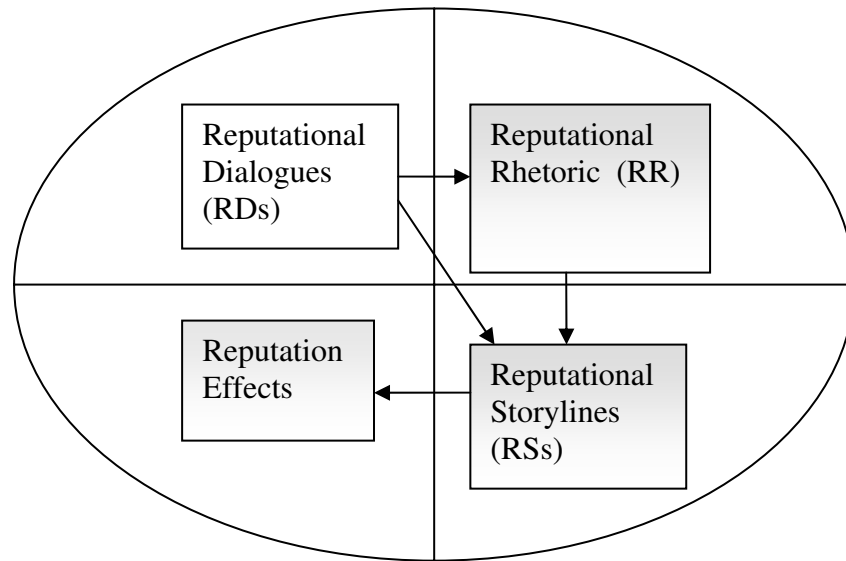 Reputational
Dialogues
(RDs)
Reputational
Rhetoric  (RR)
Reputation
Effects
Reputational
Storylines
(RSs)